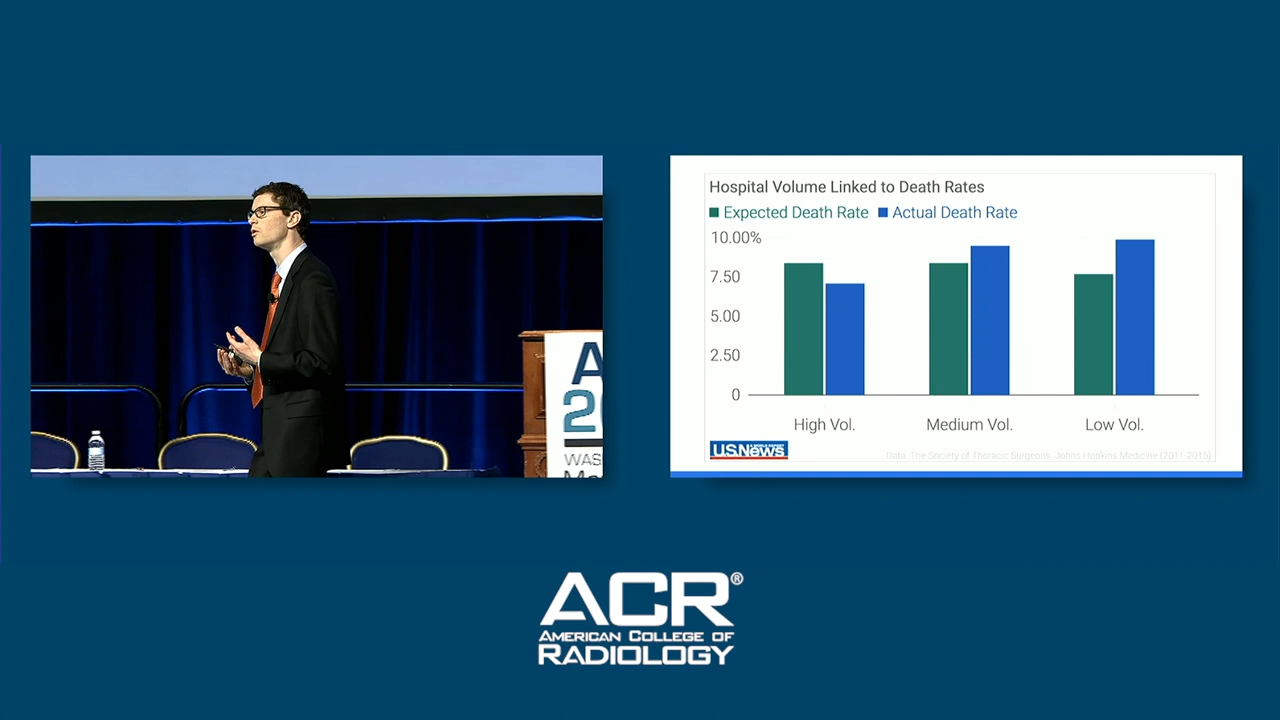 A
2
WAS
Hospital Volume Linked to Death Rates
Expected Death Rate Actual Death Rate
10.00%
7.50
5.00
2.50
0
High Vol. Medium Vol. Low Vol.
U.S.News
Data: The Society of Thoracic Surgeons; Johns Hopkins Medicine (2011-2015)
ACR®
AMERICAN COLLEGE OF
RADIOLOGY